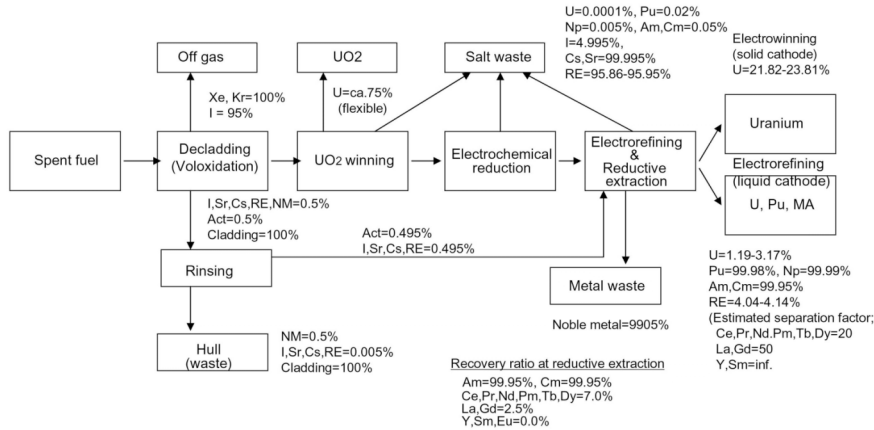 U=0.0001%, Pu=0.02%
Np=0.005%, Am,Cm=0.05%
I=4.995%,
Cs,Sr=99.995%
RE=95.86-95.95%
Electrowinning
(solid cathode)
U=21.82-23.81%
Off gas
UO2
Salt waste
Xe, Kr=100%
I = 95%
U=ca.75%
(flexible)
Spent fuel
Decladding
(Voloxidation)
UO2 winning
Electrochemical
reduction
Electrorefining
&
Reductive
extraction
Uranium
Electrorefining
(liquid cathode)
U, Pu, MA
I,Sr,Cs,RE,NM=0.5%
Act=0.5%
Cladding=100%
Act=0.495%
I,Sr,Cs,RE=0.495%
Rinsing
Metal waste
Noble metal=9905%
U=1.19-3.17%
Pu=99.98%, Np=99.99%
Am,Cm=99.95%
RE=4.04-4.14%
(Estimated separation factor;
Ce,Pr,Nd.Pm,Tb,Dy=20
La,Gd=50
Y,Sm=inf.
Hull
(waste)
NM=0.5%
I,Sr,Cs,RE=0.005%
Cladding=100%
Recovery ratio at reductive extraction
Am=99.95%, Cm=99.95%
Ce,Pr,Nd,Pm,Tb,Dy=7.0%
La,Gd=2.5%
Y,Sm,Eu=0.0%